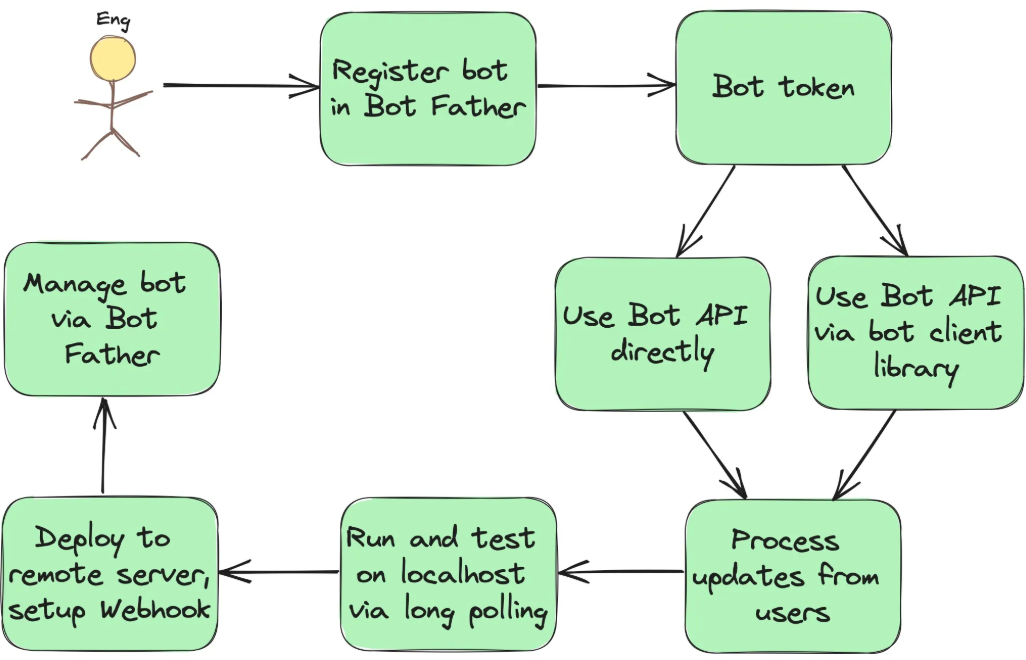 Eng
Register bot
in Bot Father
Bot token
Use Bot API
directly
Use Bot API
via bot client
library
Manage bot
via Bot
Father
Deploy to
remote server,
setup Webhook
Run and test
on localhost
via long polling
Process
updates from
users